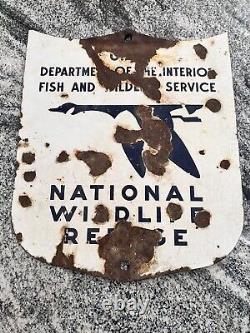 DEPARTMENT OF THE INTERIOR
FISH AND WILDLIFE SERVICE
NATIONAL
WILDLIFE
REFUGE